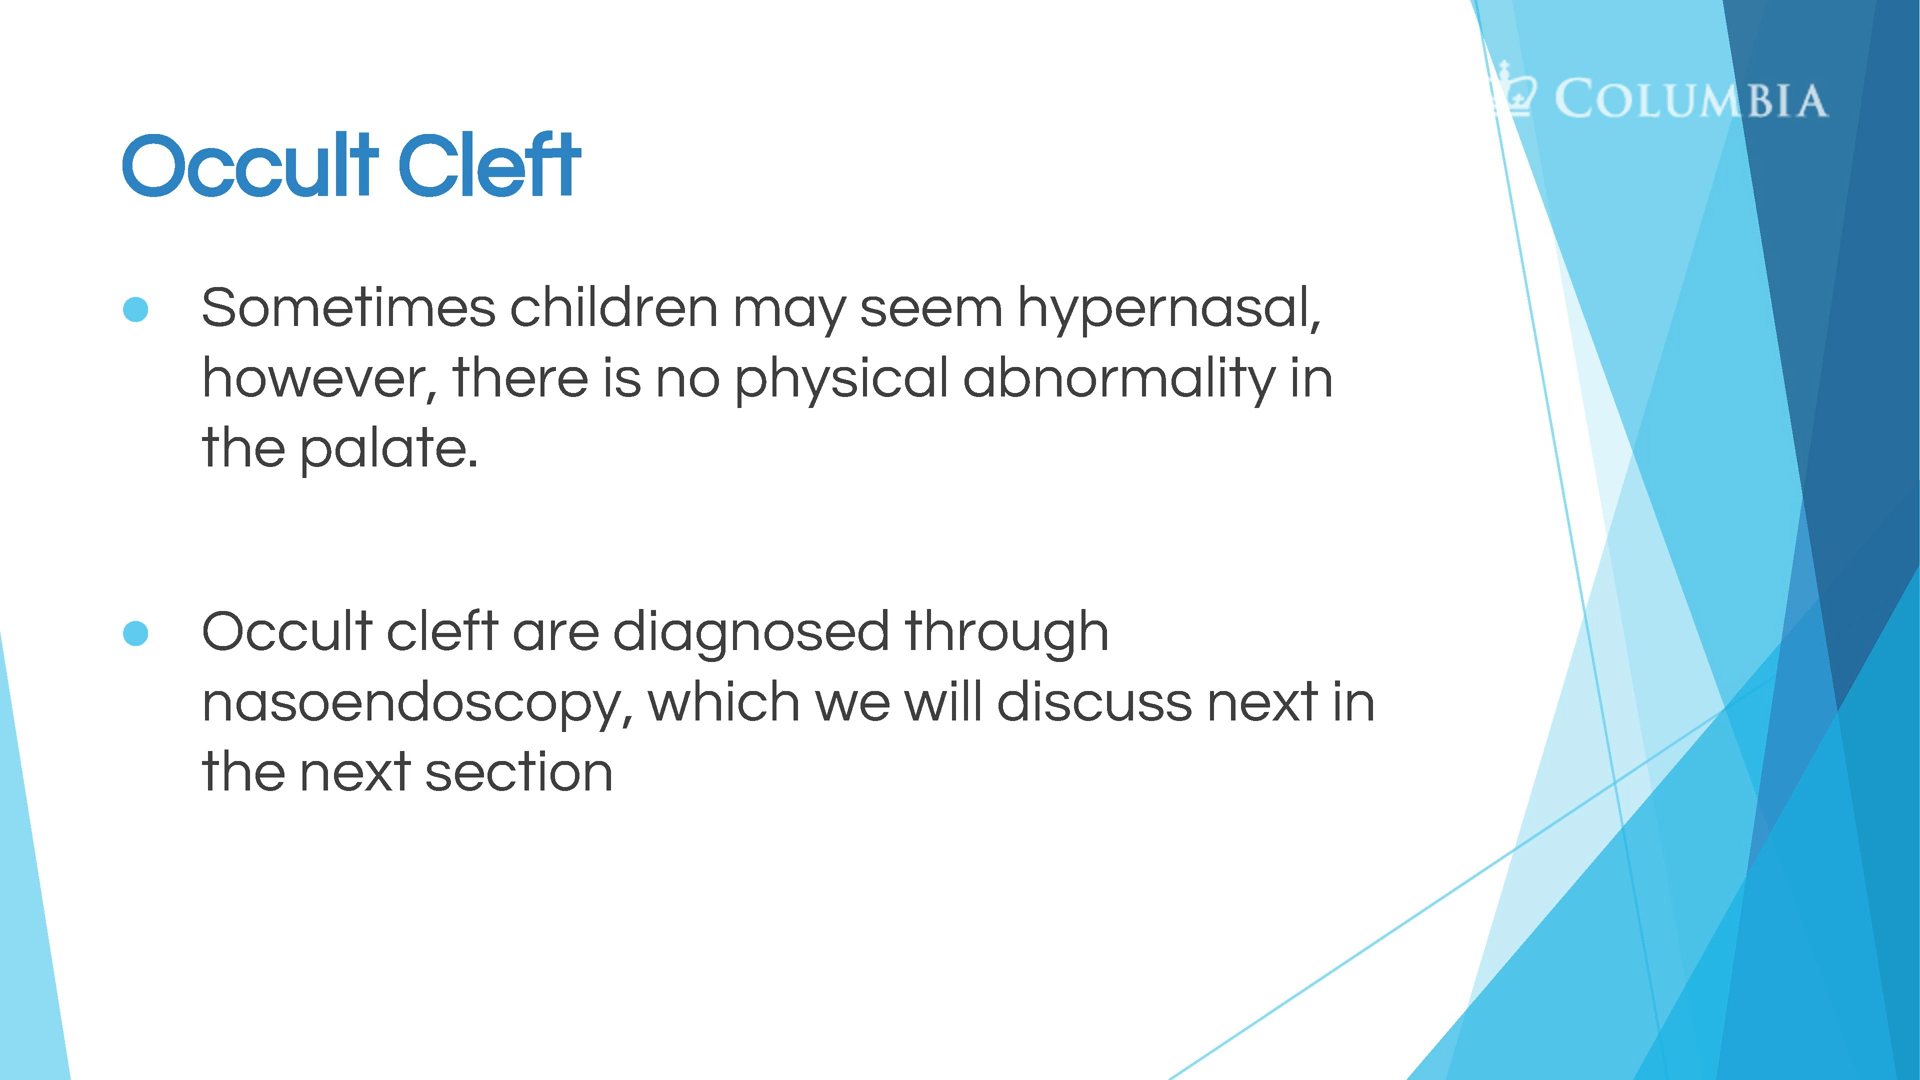 COLUMBIA
Occult Cleft
● Sometimes children may seem hypernasal,
however, there is no physical abnormality in
the palate.
● Occult cleft are diagnosed through
nasoendoscopy, which we will discuss next in
the next section